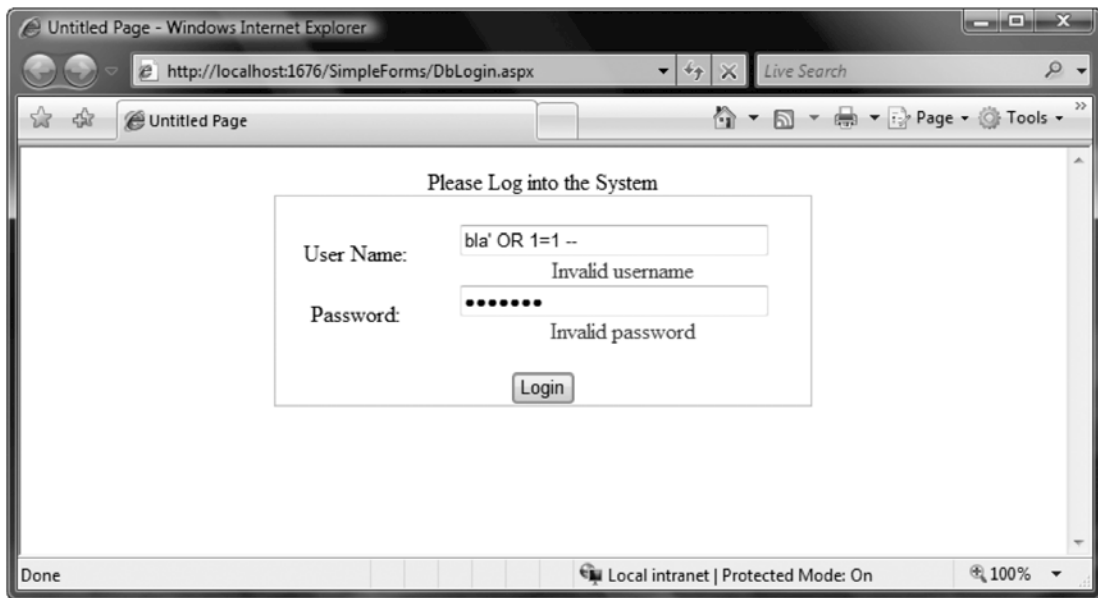 Untitled Page - Windows Internet Explorer
http://localhost:1676/SimpleForms/DbLogin.aspx
Live Search
Untitled Page
Page
Tools
Please Log into the System
User Name:
bla' OR 1=1 --
Invalid username
Password:
•••••••
Invalid password
Login
Done
Local intranet | Protected Mode: On
100%